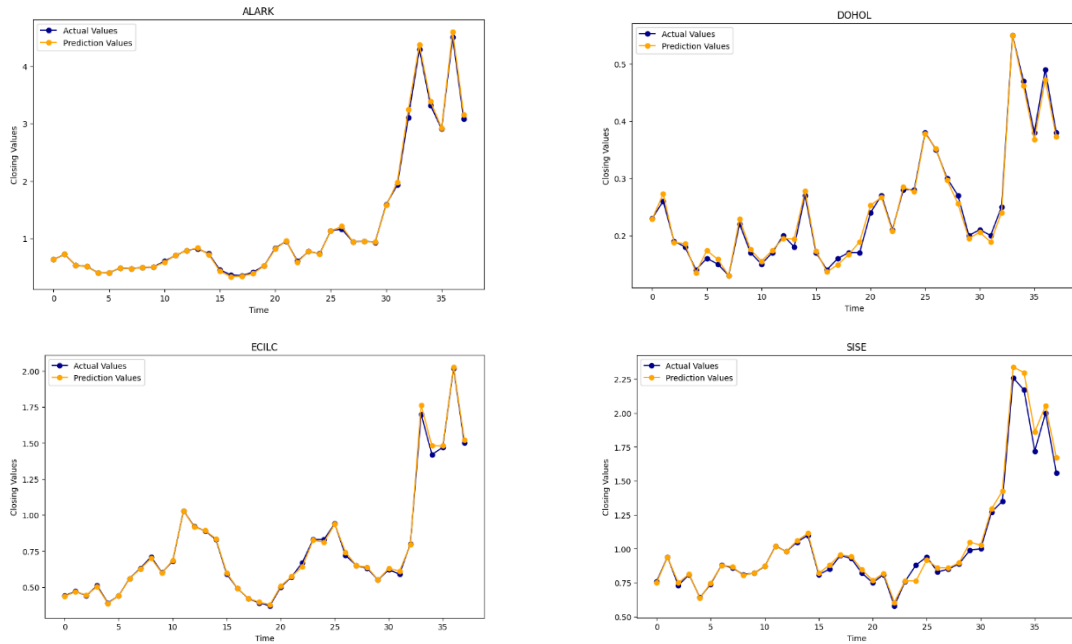 ALARK
Actual Values
Prediction Values
Closing Values
4
3
2
1
0 5 10 15 20 25 30 35
Time
DOHOL
Actual Values
Prediction Values
Closing Values
0.5
0.4
0.3
0.2
0 5 10 15 20 25 30 35
Time
ECILC
Actual Values
Prediction Values
Closing Values
2.00
1.75
1.50
1.25
1.00
0.75
0.50
0 5 10 15 20 25 30 35
Time
SISE
Actual Values
Prediction Values
Closing Values
2.25
2.00
1.75
1.50
1.25
1.00
0.75
0.50
0 5 10 15 20 25 30 35
Time